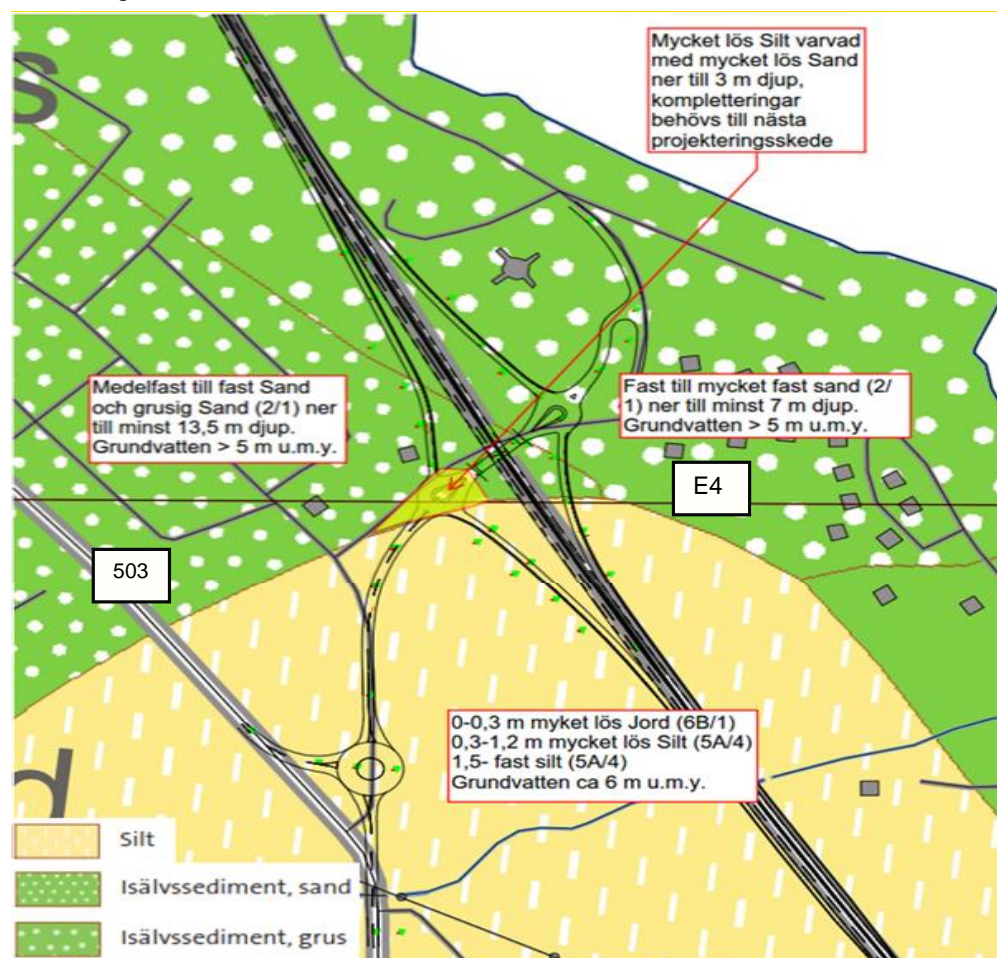 Mycket lös Silt varvad
med mycket lös Sand
ner till 3 m djup,
kompletteringar
behövs till nästa
projekteringsskede
Medelfast till fast Sand
och grusig Sand (2/1) ner
till minst 13,5 m djup.
Grundvatten > 5 m u.m.y.
Fast till mycket fast sand (2/
1) ner till minst 7 m djup.
Grundvatten > 5 m u.m.y.
E4
503
0-0,3 m myket lös Jord (6B/1)
0,3-1,2 m mycket lös Silt (5A/4)
1,5- fast silt (5A/4)
Grundvatten ca 6 m u.m.y.
s
d
Silt
Isälvssediment, sand
Isälvssediment, grus